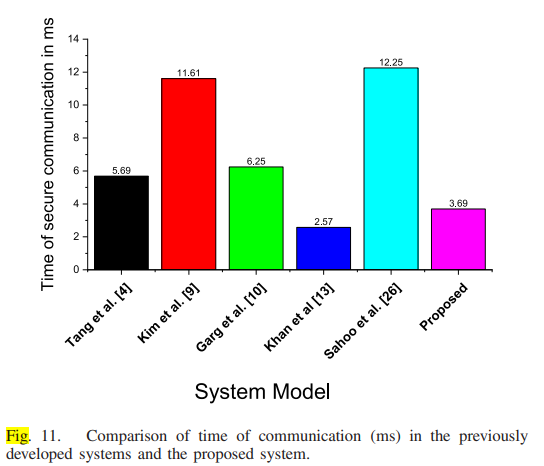 Time of secure communication in ms
14
12
10
8
6
4
2
0
5.69
11.61
6.25
2.57
12.25
3.69
Tang et al. [4]
Kim et al. [9]
Garg et al. [10]
Khan et al [13]
Sahoo et al. [26]
Proposed
System Model
Fig. 11. Comparison of time of communication (ms) in the previously
developed systems and the proposed system.